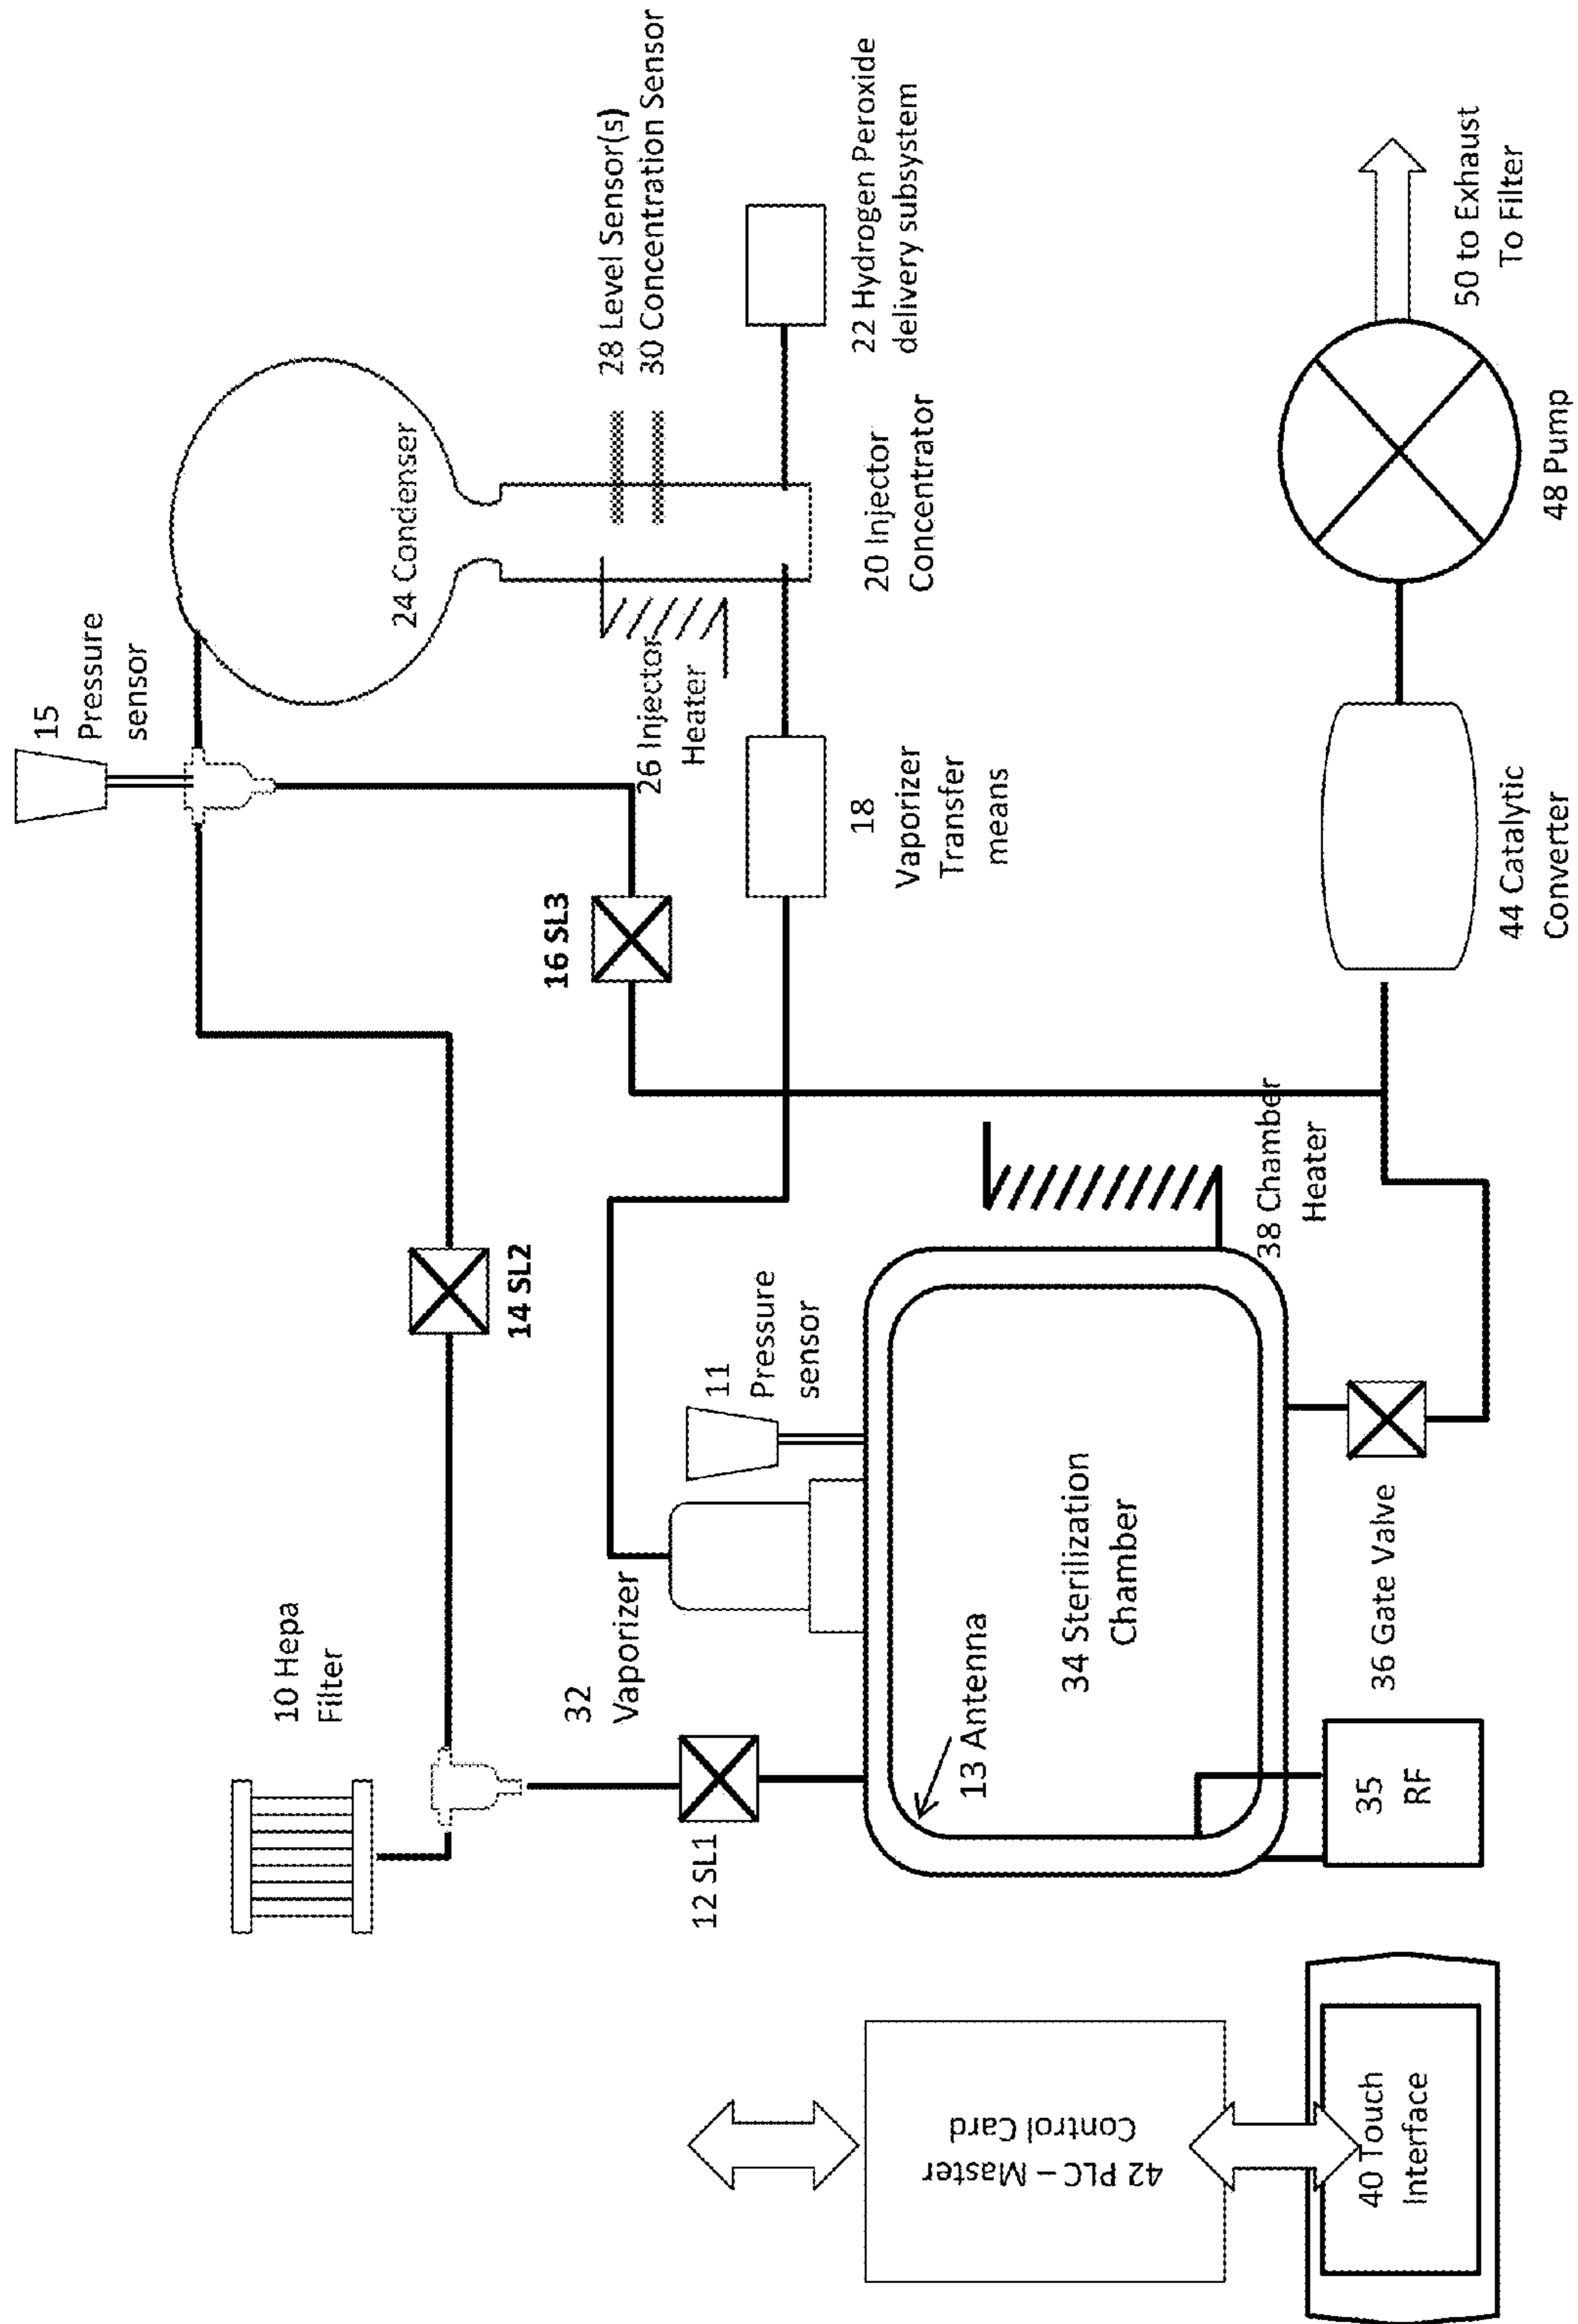 15
Pressure
sensor
24 Condenser
28 Level Sensor(s)
30 Concentration Sensor
26 Injector
Heater
22 Hydrogen Peroxide
delivery subsystem
20 Injector
Concentrator
18
Vaporizer
Transfer
means
16 SL3
14 SL2
10 Hepa
Filter
12 SL1
32
Vaporizer
11
Pressure
sensor
13 Antenna
34 Sterilization
Chamber
38 Chamber
Heater
36 Gate Valve
35
RF
44 Catalytic
Converter
48 Pump
50 to Exhaust
To Filter
42 PLC – Master
Control Card
40 Touch
Interface